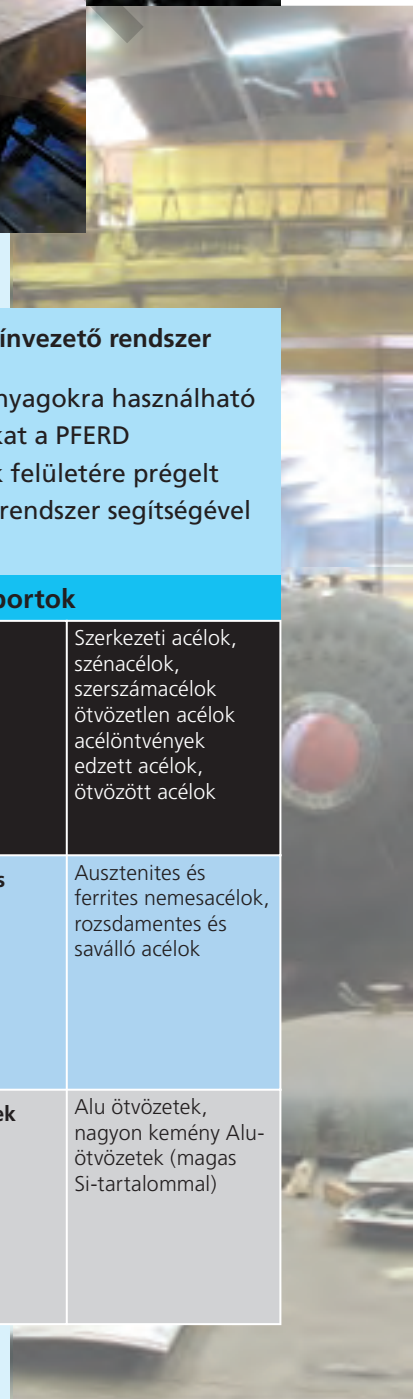 ínvezető rendszer
nyagokra használható
kat a PFERD
k felületére prégelt
rendszer segítségével
portok
Szerkezeti acélok,
szénacélok,
szerszámacélok
ötvözetlen acélok
acélöntvények
edzett acélok,
ötvözött acélok
s
Ausztenites és
ferrites nemesacélok,
rozsdamentes és
saválló acélok
ek
Alu ötvözetek,
nagyon kemény Alu-
ötvözetek (magas
Si-tartalommal)